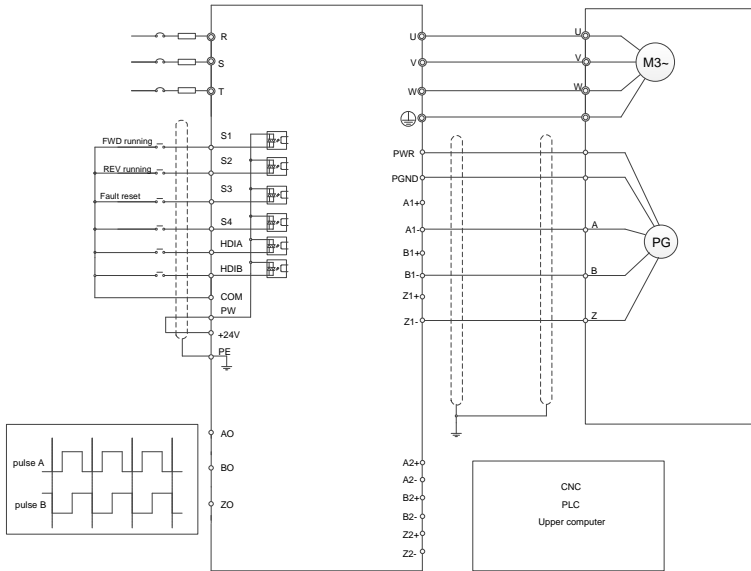 R
S
T
S1
FWD running
S2
REV running
S3
Fault reset
S4
HDIA
HDIB
COM
PW
+24V
PE
AO
BO
ZO
pulse A
pulse B
U
V
W
PWR
PGND
A1+
A1-
B1+
B1-
Z1+
Z1-
A2+
A2-
B2+
B2-
Z2+
Z2-
U
V
W
M3~
A
B
Z
PG
CNC
PLC
Upper computer